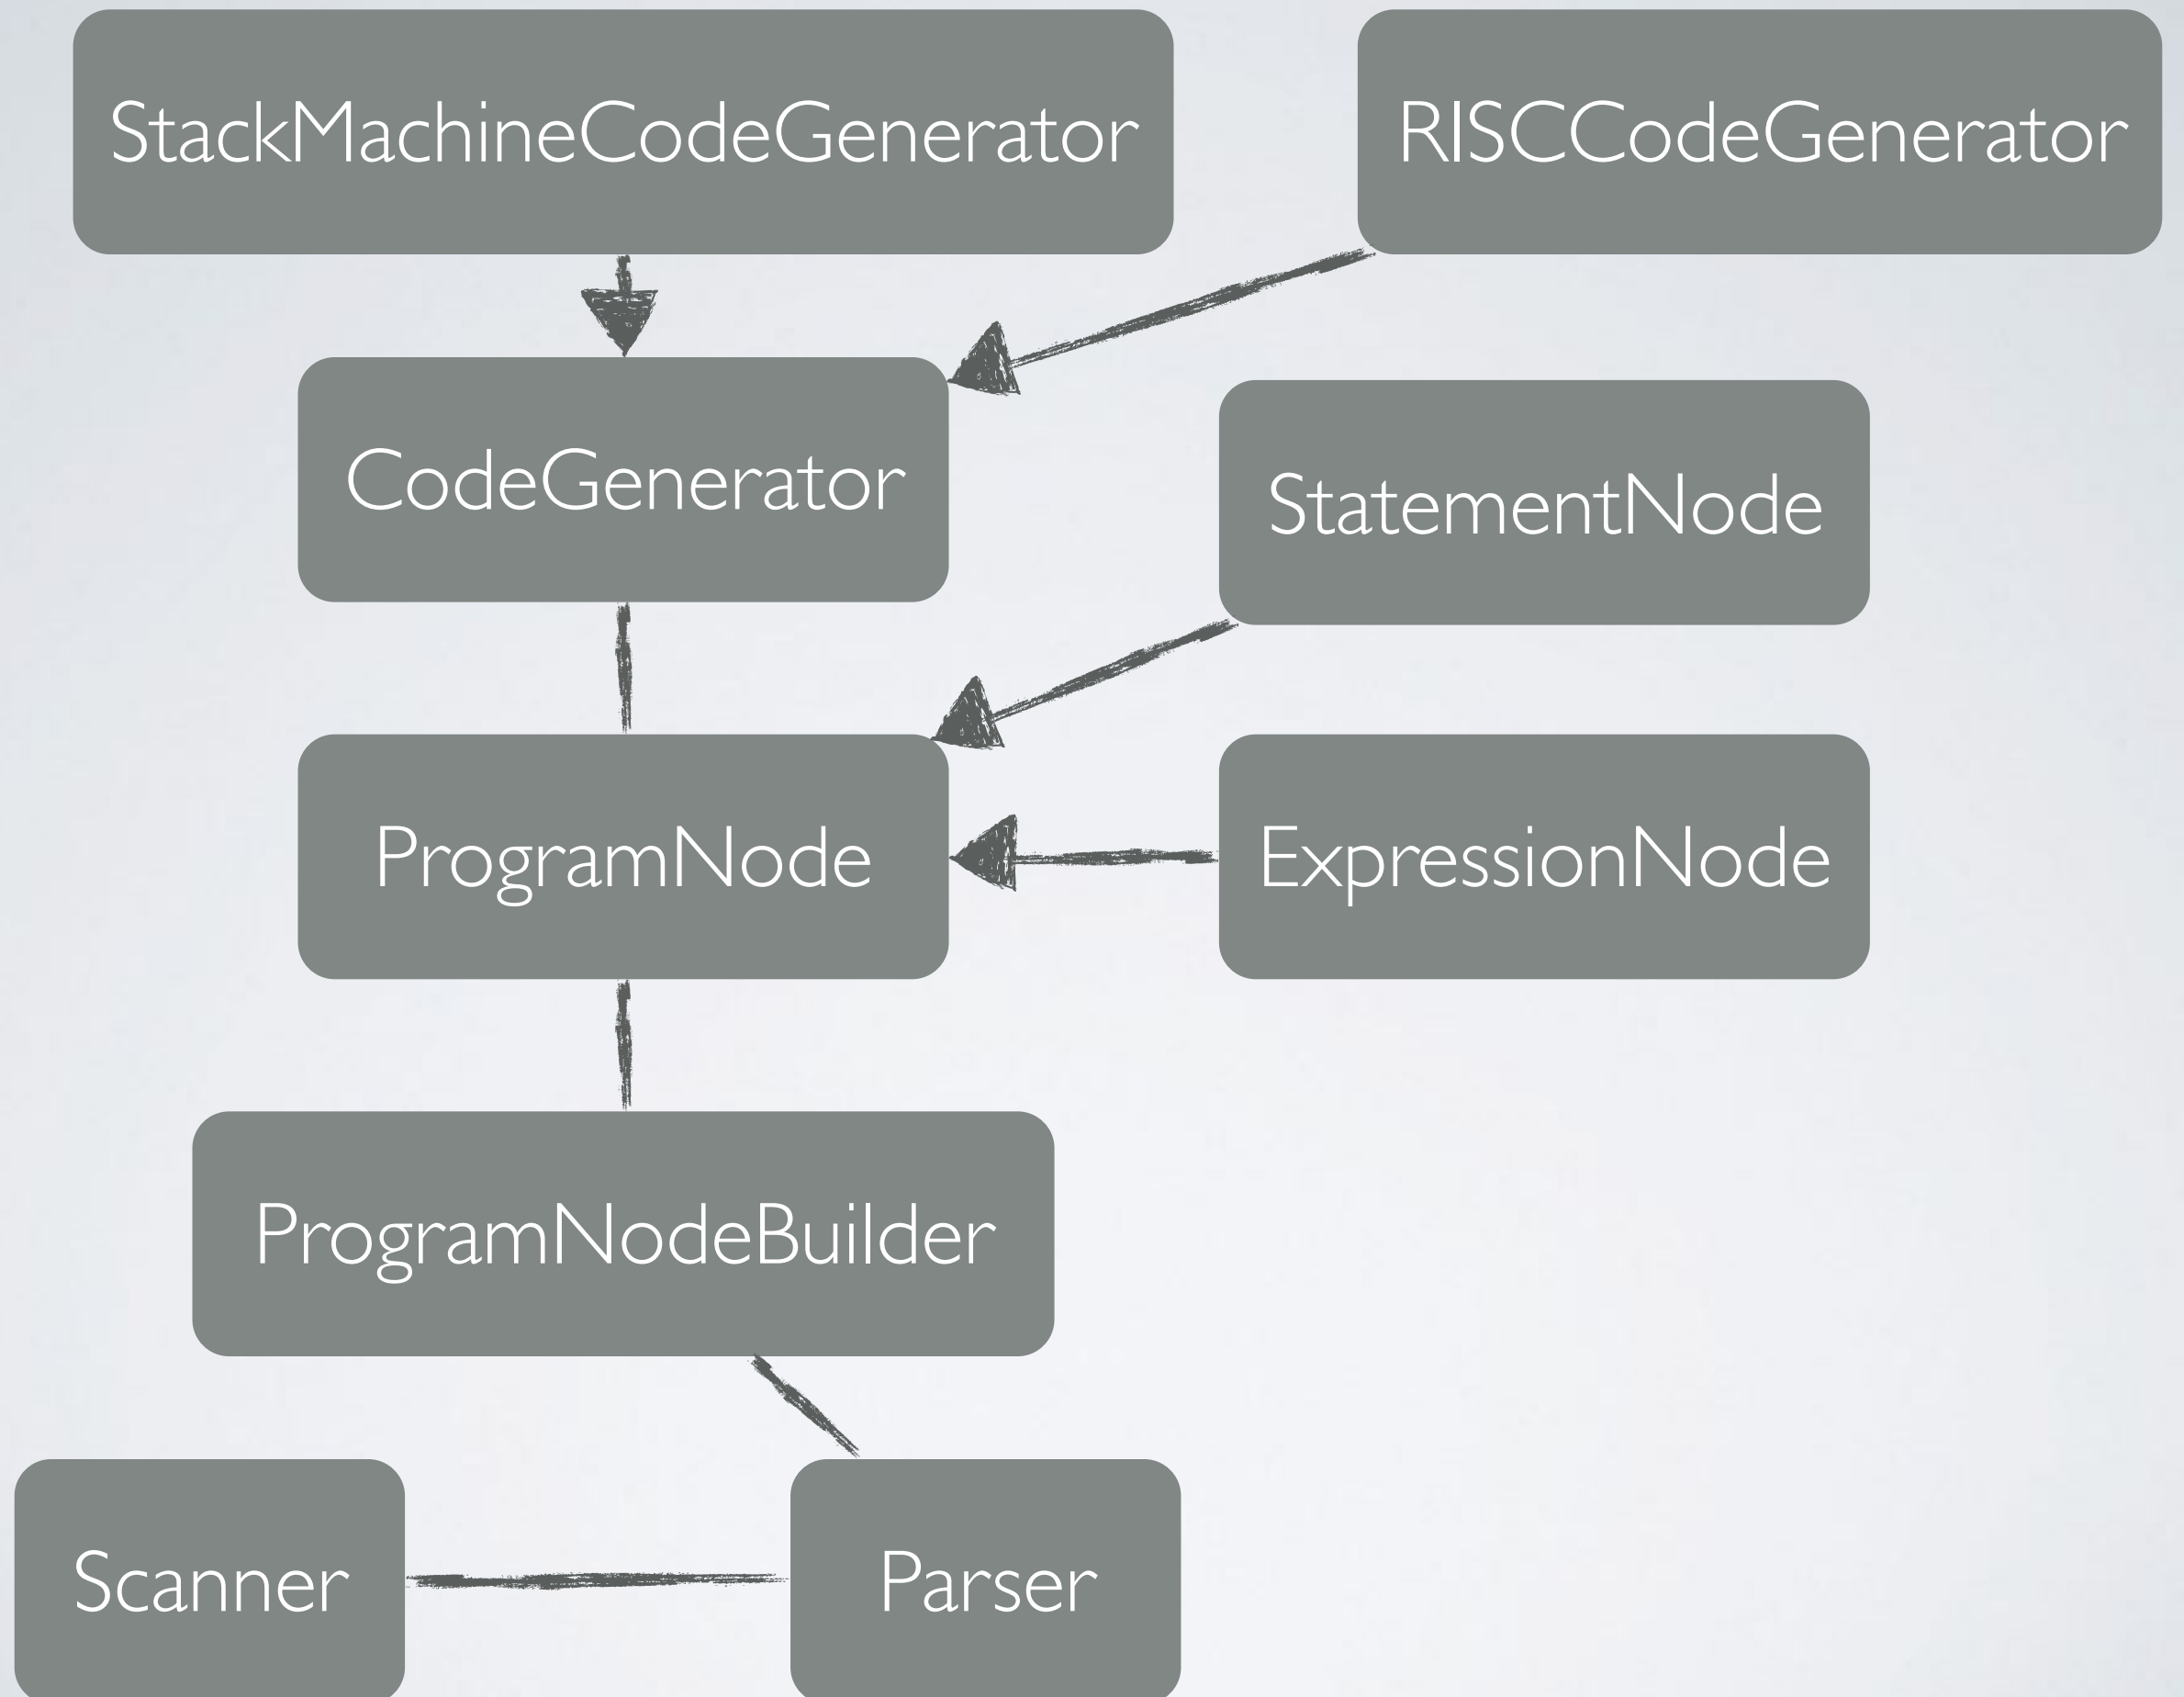 StackMachineCodeGenerator
RISCCodeGenerator
CodeGenerator
StatementNode
ProgramNode
ExpressionNode
ProgramNodeBuilder
Scanner
Parser